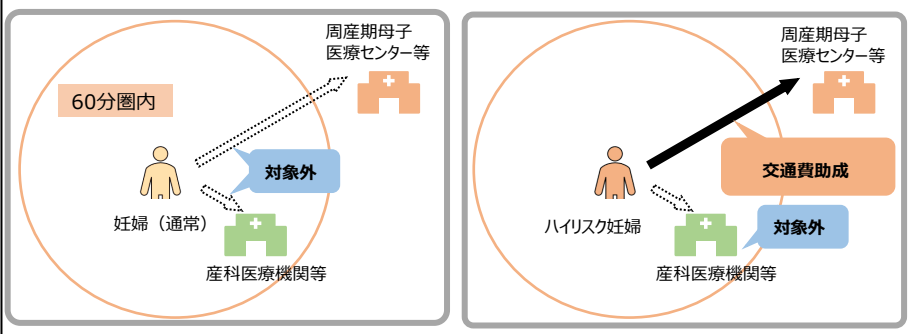 周産期母子
医療センター等
60分圏内
対象外
妊婦（通常）
産科医療機関等
周産期母子
医療センター等
交通費助成
ハイリスク妊婦
対象外
産科医療機関等